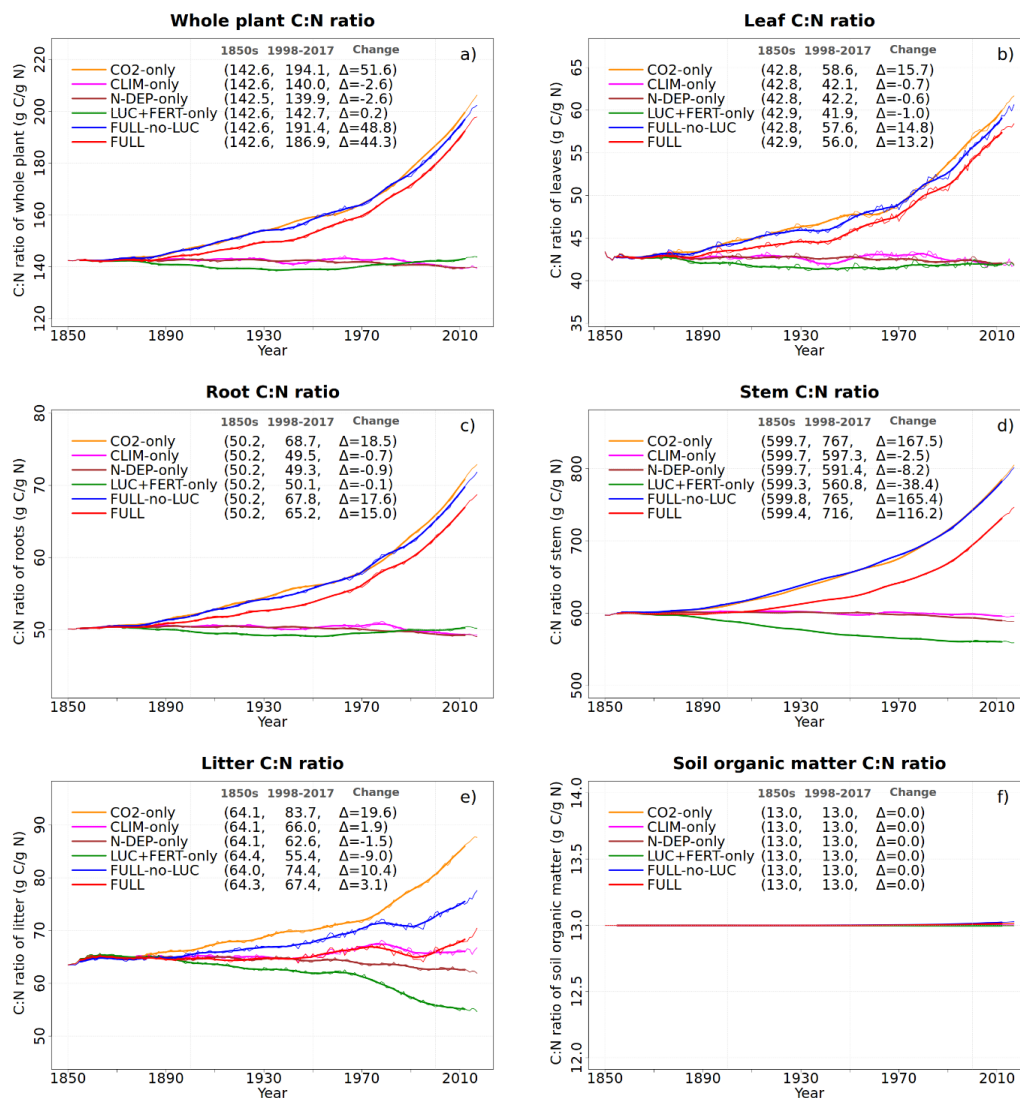 Whole plant C:N ratio
a)
1850s 1998-2017 Change
CO2-only (142.6, 194.1, Δ=51.6)
CLIM-only (142.6, 140.0, Δ=-2.6)
N-DEP-only (142.5, 139.9, Δ=-2.6)
LUC+FERT-only (142.6, 142.7, Δ=0.2)
FULL-no-LUC (142.6, 191.4, Δ=48.8)
FULL (142.6, 186.9, Δ=44.3)
C:N ratio of whole plant (g C/g N)
220
200
180
160
140
120
1850 1890 1930 1970 2010
Year
Leaf C:N ratio
b)
1850s 1998-2017 Change
CO2-only (42.8, 58.6, Δ=15.7)
CLIM-only (42.8, 42.1, Δ=-0.7)
N-DEP-only (42.8, 42.2, Δ=-0.6)
LUC+FERT-only (42.9, 41.9, Δ=-1.0)
FULL-no-LUC (42.8, 57.6, Δ=14.8)
FULL (42.9, 56.0, Δ=13.2)
C:N ratio of leaves (g C/g N)
65
60
55
50
45
40
35
1850 1890 1930 1970 2010
Year
Root C:N ratio
c)
1850s 1998-2017 Change
CO2-only (50.2, 68.7, Δ=18.5)
CLIM-only (50.2, 49.5, Δ=-0.7)
N-DEP-only (50.2, 49.3, Δ=-0.9)
LUC+FERT-only (50.2, 50.1, Δ=-0.1)
FULL-no-LUC (50.2, 67.8, Δ=17.6)
FULL (50.2, 65.2, Δ=15.0)
C:N ratio of roots (g C/g N)
80
70
60
50
1850 1890 1930 1970 2010
Year
Stem C:N ratio
d)
1850s 1998-2017 Change
CO2-only (599.7, 767, Δ=167.5)
CLIM-only (599.7, 597.3, Δ=-2.5)
N-DEP-only (599.7, 591.4, Δ=-8.2)
LUC+FERT-only (599.3, 560.8, Δ=-38.4)
FULL-no-LUC (599.8, 765, Δ=165.4)
FULL (599.4, 716, Δ=116.2)
C:N ratio of stem (g C/g N)
800
700
600
500
1850 1890 1930 1970 2010
Year
Litter C:N ratio
e)
1850s 1998-2017 Change
CO2-only (64.1, 83.7, Δ=19.6)
CLIM-only (64.1, 66.0, Δ=1.9)
N-DEP-only (64.1, 62.6, Δ=-1.5)
LUC+FERT-only (64.4, 55.4, Δ=-9.0)
FULL-no-LUC (64.0, 74.4, Δ=10.4)
FULL (64.3, 67.4, Δ=3.1)
C:N ratio of litter (g C/g N)
90
80
70
60
50
1850 1890 1930 1970 2010
Year
Soil organic matter C:N ratio
f)
1850s 1998-2017 Change
CO2-only (13.0, 13.0, Δ=0.0)
CLIM-only (13.0, 13.0, Δ=0.0)
N-DEP-only (13.0, 13.0, Δ=0.0)
LUC+FERT-only (13.0, 13.0, Δ=0.0)
FULL-no-LUC (13.0, 13.0, Δ=0.0)
FULL (13.0, 13.0, Δ=0.0)
C:N ratio of soil organic matter (g C/g N)
14.0
13.5
13.0
12.5
12.0
1850 1890 1930 1970 2010
Year